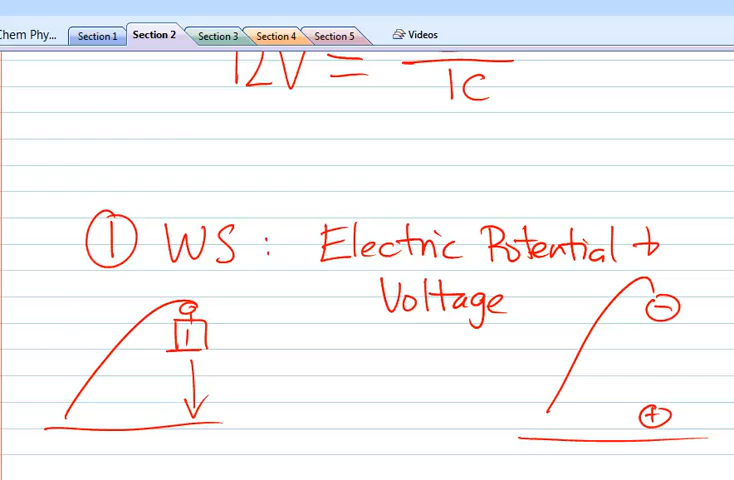 Chem Phy... Section 1 Section 2 Section 3 Section 4 Section 5 Videos
12V =
1C
① WS : Electric Potential +
Voltage
1
−
+